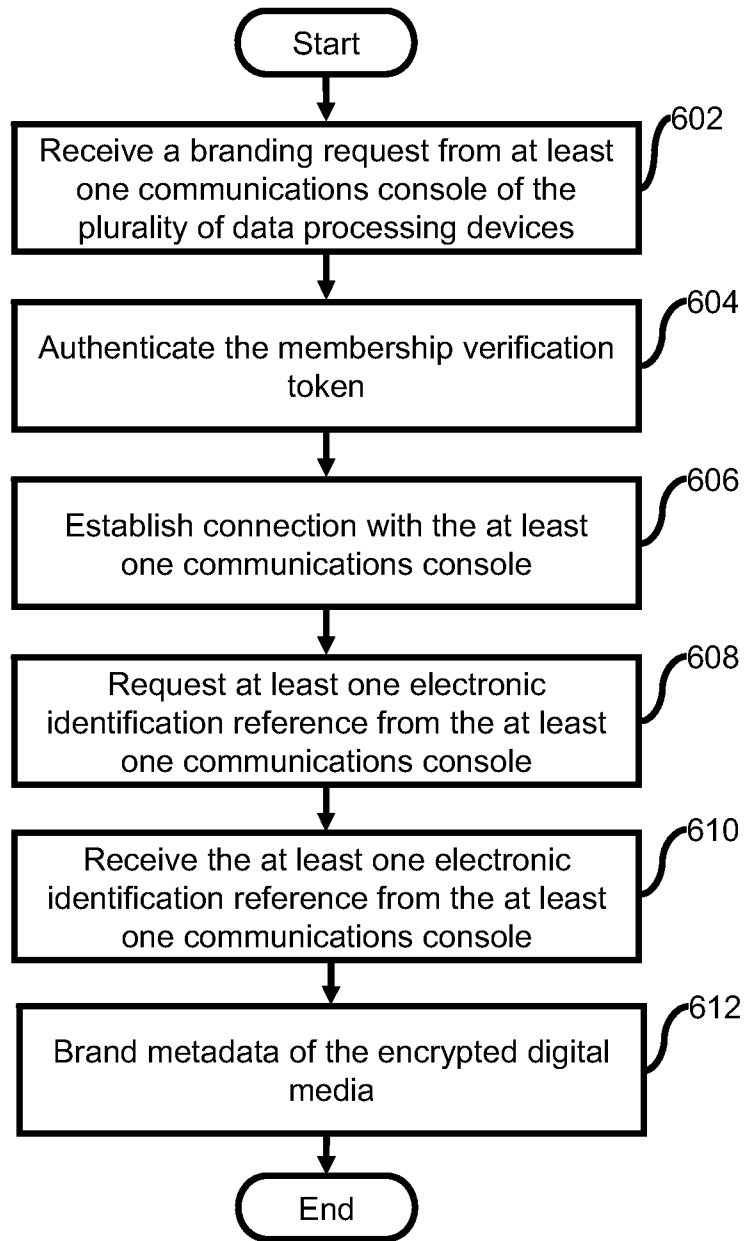 Start
602
Receive a branding request from at least
one communications console of the
plurality of data processing devices
604
Authenticate the membership verification
token
606
Establish connection with the at least
one communications console
608
Request at least one electronic
identification reference from the at least
one communications console
610
Receive the at least one electronic
identification reference from the at least
one communications console
612
Brand metadata of the encrypted digital
media
End